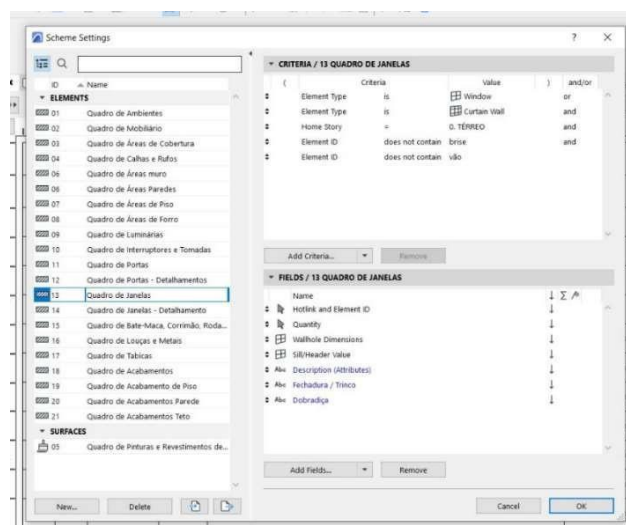 Scheme Settings
? ×
ID Name
ELEMENTS
01 Quadro de Ambientes
02 Quadro de Mobiliário
03 Quadro de Áreas de Cobertura
04 Quadro de Calhas e Rufos
06 Quadro de Áreas muro
06 Quadro de Áreas Paredes
07 Quadro de Áreas de Piso
08 Quadro de Áreas de Forro
09 Quadro de Luminárias
10 Quadro de Interruptores e Tomadas
11 Quadro de Portas
12 Quadro de Portas - Detalhamentos
13 Quadro de Janelas
14 Quadro de Janelas - Detalhamento
15 Quadro de Bate-Maca, Corrimão, Roda...
16 Quadro de Louças e Metais
17 Quadro de Tabicas
18 Quadro de Acabamentos
19 Quadro de Acabamento de Piso
20 Quadro de Acabamentos Parede
21 Quadro de Acabamentos Teto
SURFACES
05 Quadro de Pinturas e Revestimentos de...
New... Delete
CRITERIA / 13 QUADRO DE JANELAS
( Criteria Value ) and/or
Element Type is Window or
Element Type is Curtain Wall and
Home Story = 0. TÉRREO and
Element ID does not contain brise and
Element ID does not contain vão
Add Criteria... Remove
FIELDS / 13 QUADRO DE JANELAS
Name
Hotlink and Element ID
Quantity
Wallhole Dimensions
Sill/Header Value
Abc Description (Attributes)
Abc Fechadura / Trinco
Abc Dobradiça
Add Fields... Remove
Cancel OK